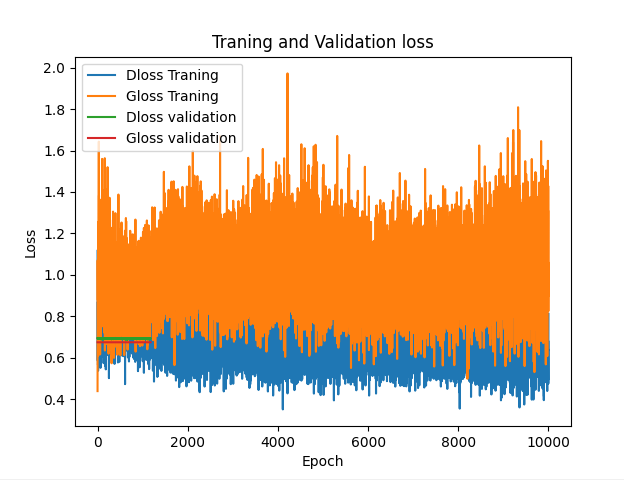 Traning and Validation loss
Dloss Traning
Gloss Traning
Dloss validation
Gloss validation
2.0
1.8
1.6
1.4
1.2
1.0
0.8
0.6
0.4
Loss
0
2000
4000
6000
8000
10000
Epoch